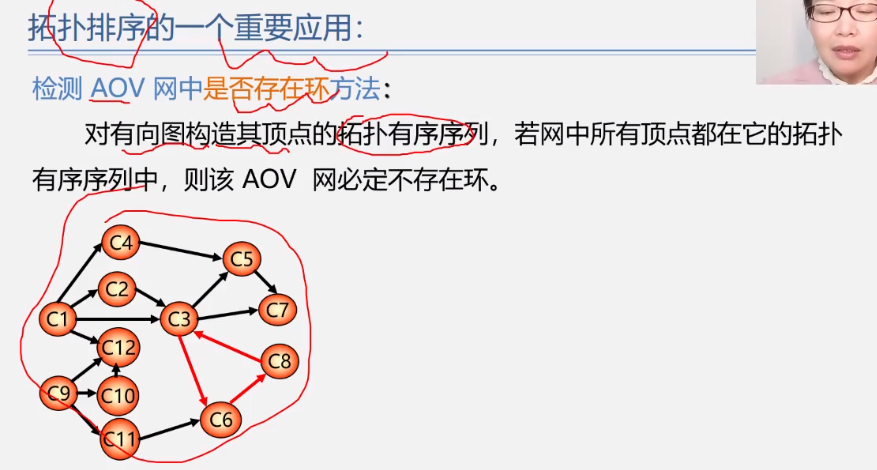 拓扑排序的一个重要应用：
检测 AOV 网中是否存在环方法：
对有向图构造其顶点的拓扑有序序列，若网中所有顶点都在它的拓扑
有序序列中，则该 AOV 网必定不存在环。
C4
C5
C2
C7
C1
C3
C12
C8
C9
C10
C6
C11